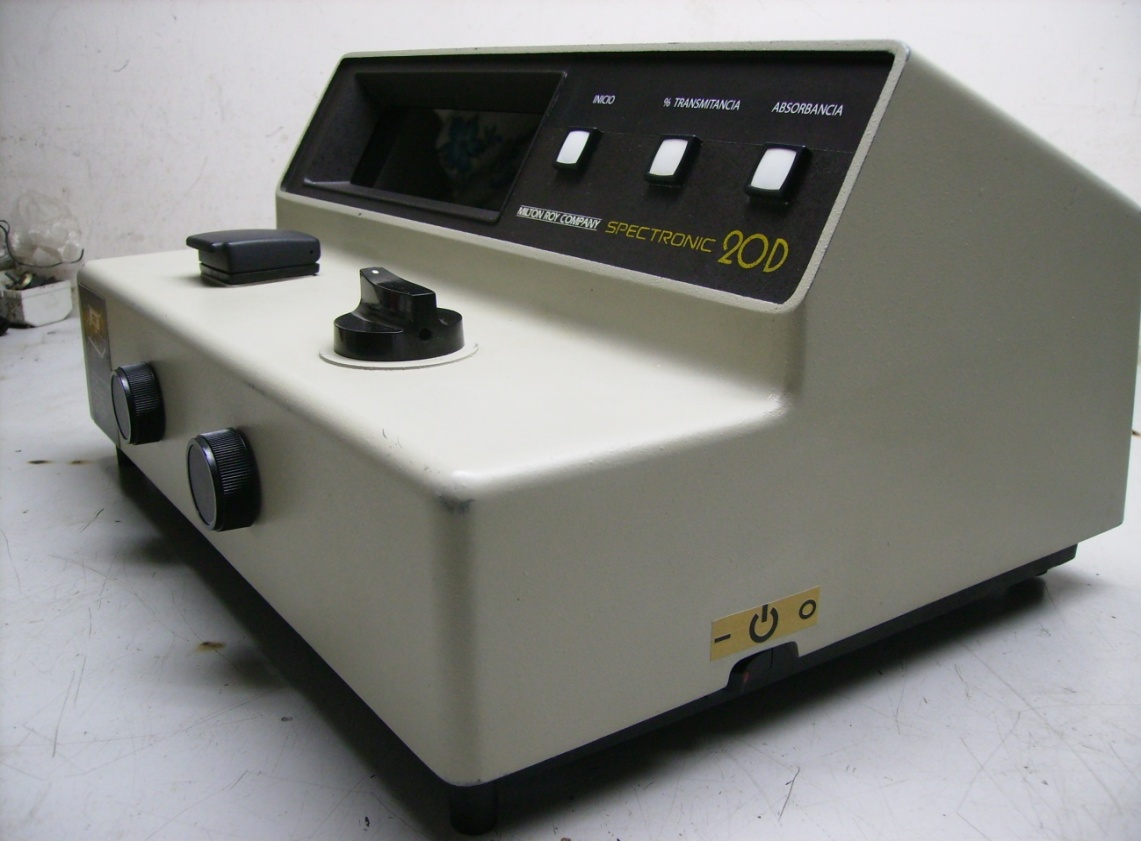 INICIO
% TRANSMITANCIA
ABSORBANCIA
MILTON ROY COMPANY
SPECTRONIC 20D